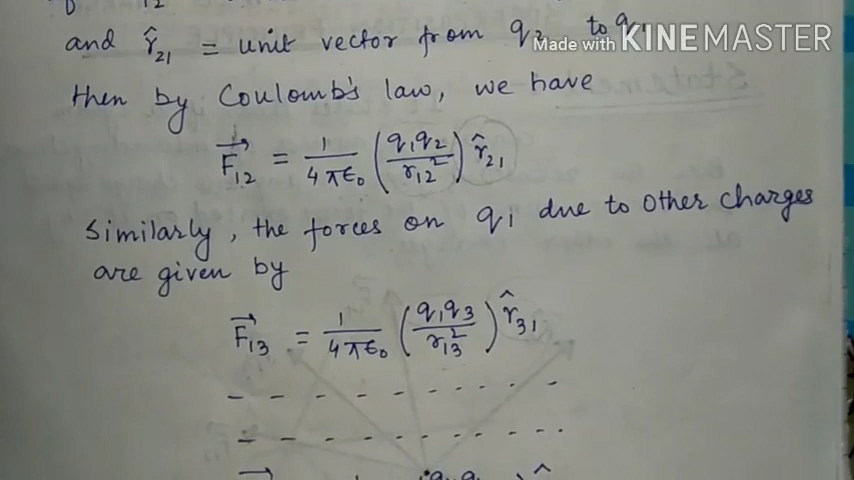 12
and r̂₂₁ = unit vector from q₂ to q₁
Made with KINEMASTER
then by Coulomb's law, we have
F⃗₁₂ = 1/4πϵ₀ (q₁q₂/r₁₂²) r̂₂₁
Similarly, the forces on q₁ due to other charges
are given by
F⃗₁₃ = 1/4πϵ₀ (q₁q₃/r₁₃²) r̂₃₁
- - - - - - - - - -
- - - - - - - - - -